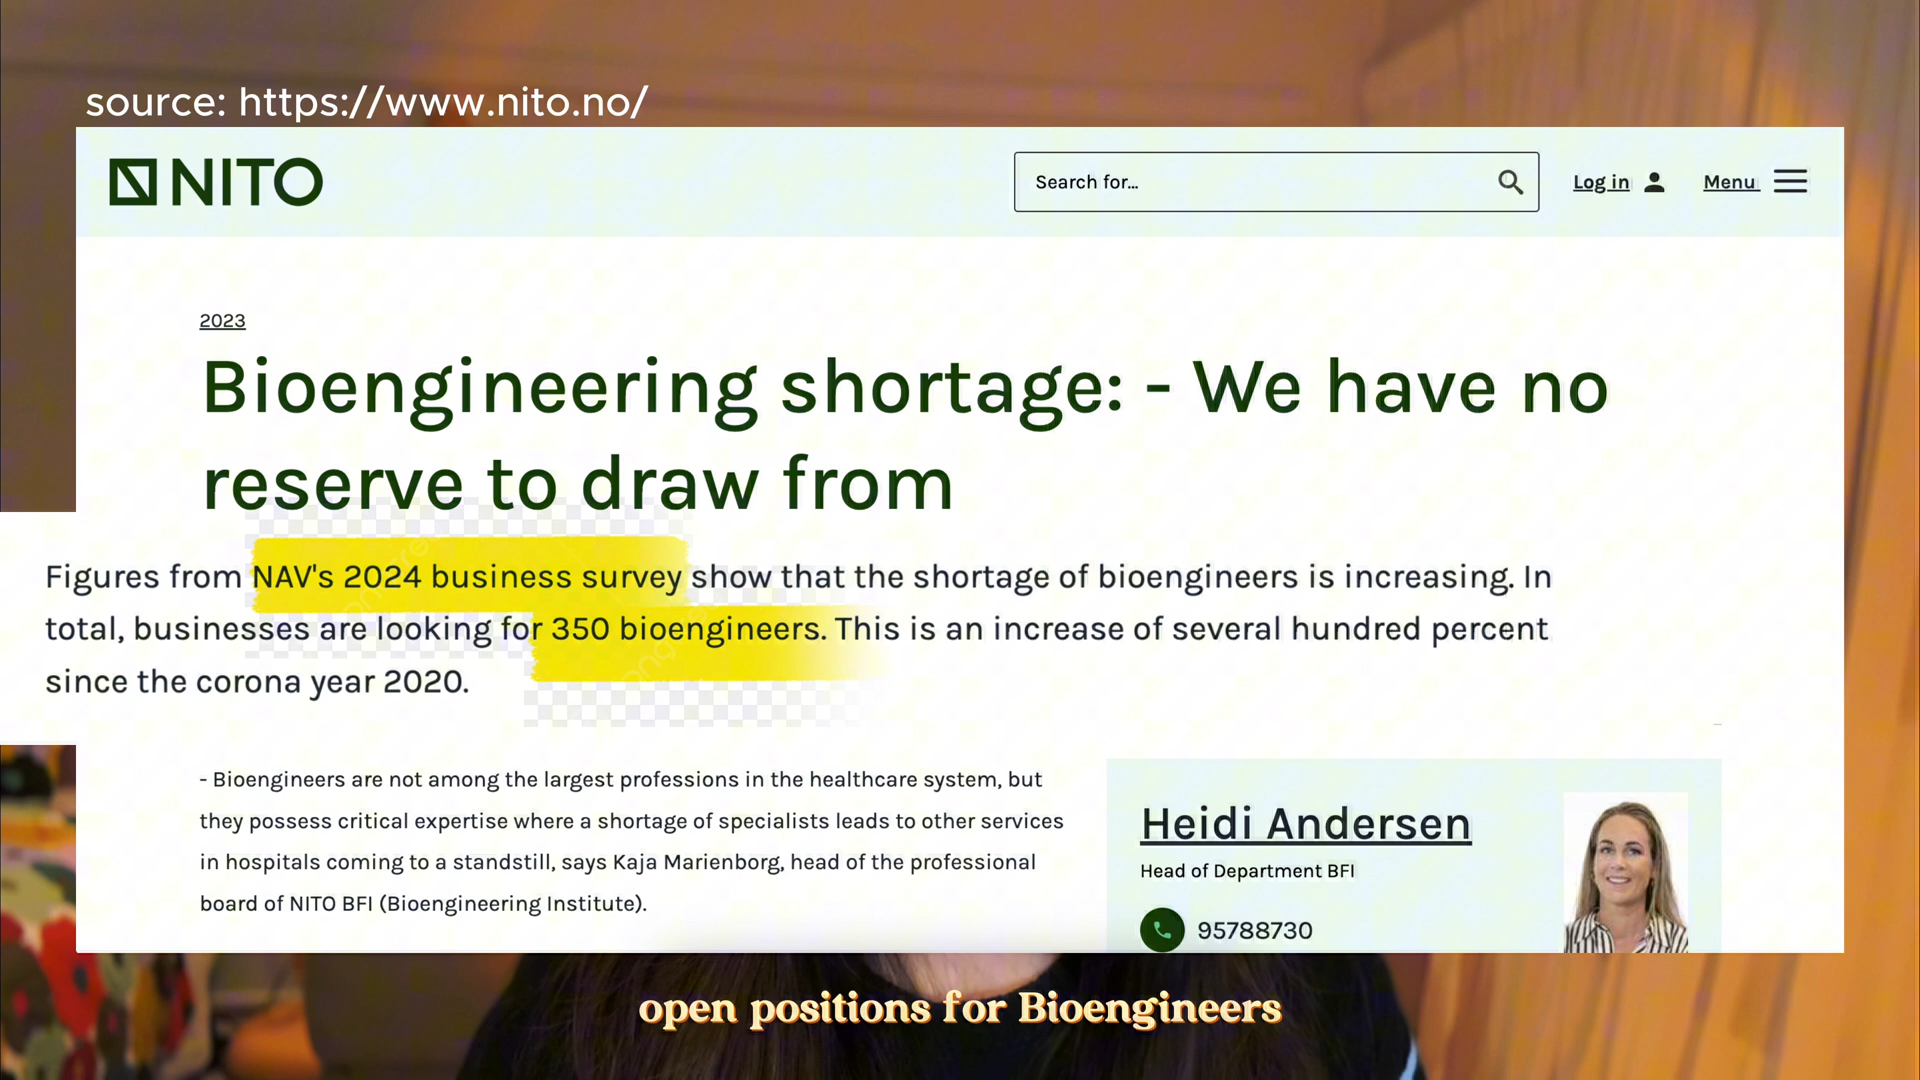 source: https://www.nito.no/
NITO
Search for...
Log in
Menu
2023
Bioengineering shortage: - We have no
reserve to draw from
Figures from NAV's 2024 business survey show that the shortage of bioengineers is increasing. In
total, businesses are looking for 350 bioengineers. This is an increase of several hundred percent
since the corona year 2020.
- Bioengineers are not among the largest professions in the healthcare system, but
they possess critical expertise where a shortage of specialists leads to other services
in hospitals coming to a standstill, says Kaja Marienborg, head of the professional
board of NITO BFI (Bioengineering Institute).
Heidi Andersen
Head of Department BFI
95788730
open positions for Bioengineers